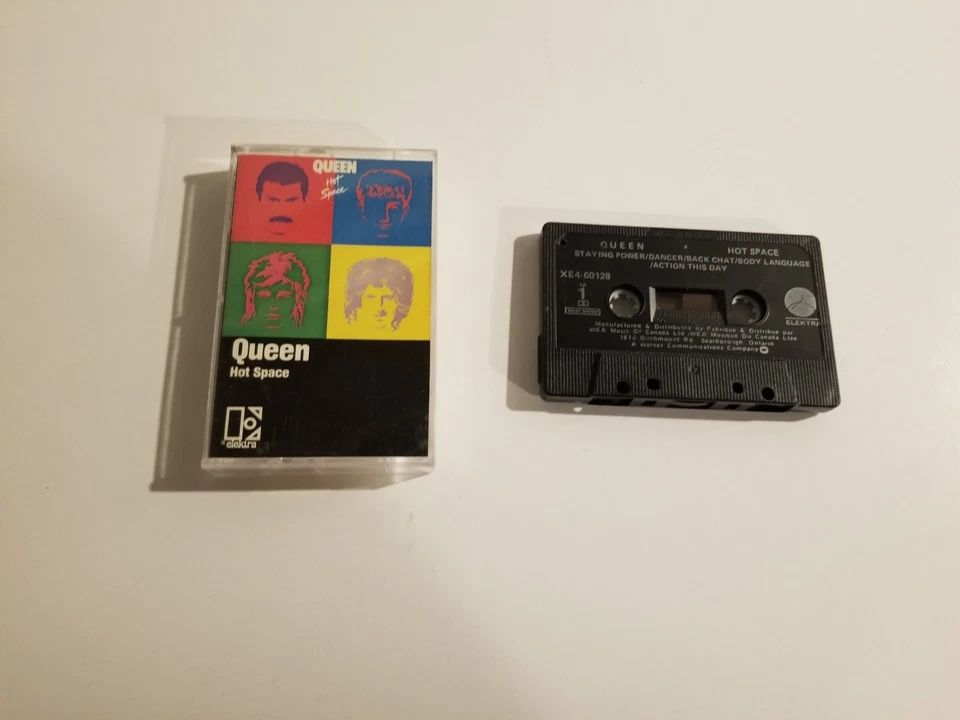 QUEEN
Hot
Space
Queen
Hot Space
elektra
QUEEN HOT SPACE
STAYING POWER/DANCER/BACK CHAT/BODY LANGUAGE
/ACTION THIS DAY
XE4-60128
1
ELEKTRA
Manufactured & Distributed by Fabrique & Distribue par
WEA Music Of Canada Ltd WEA Musique Du Canada Ltee
1810 Birchmount Rd Scarborough Ontario
A Warner Communications Company